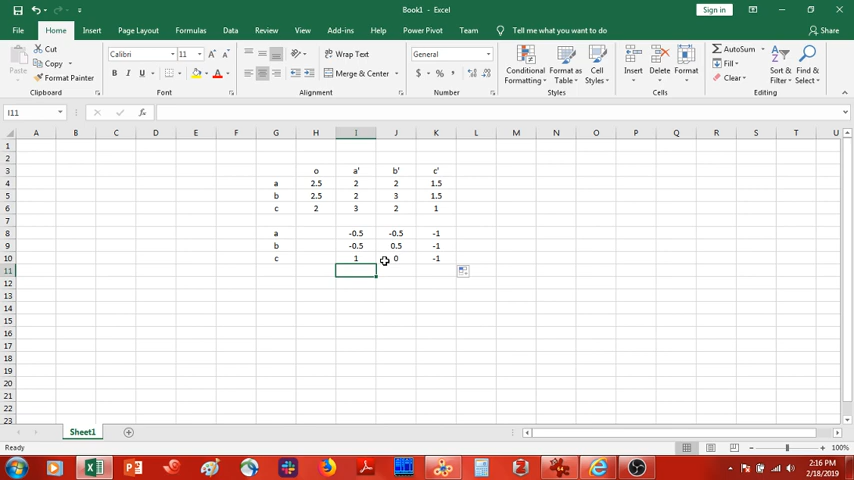 Book1 - Excel
Sign in
File Home Insert Page Layout Formulas Data Review View Add-ins Help Power Pivot Team Tell me what you want to do Share
Cut
Copy
Format Painter
Paste
Clipboard
Calibri 11
B I U
Font
Wrap Text
Merge & Center
Alignment
General
$ % ,
Number
Conditional Formatting
Format as Table
Cell Styles
Styles
Insert Delete Format
Cells
AutoSum
Fill
Clear
Sort & Filter
Find & Select
Editing
I11 fx
A B C D E F G H I J K L M N O P Q R S T U
1
2
3 o a' b' c'
4 a 2.5 2 2 1.5
5 b 2.5 2 3 1.5
6 c 2 3 2 1
7
8 a -0.5 -0.5 -1
9 b -0.5 0.5 -1
10 c 1 0 -1
11
12
13
14
15
16
17
18
19
20
21
22
23
Sheet1
Ready
100%
2:16 PM
2/18/2019